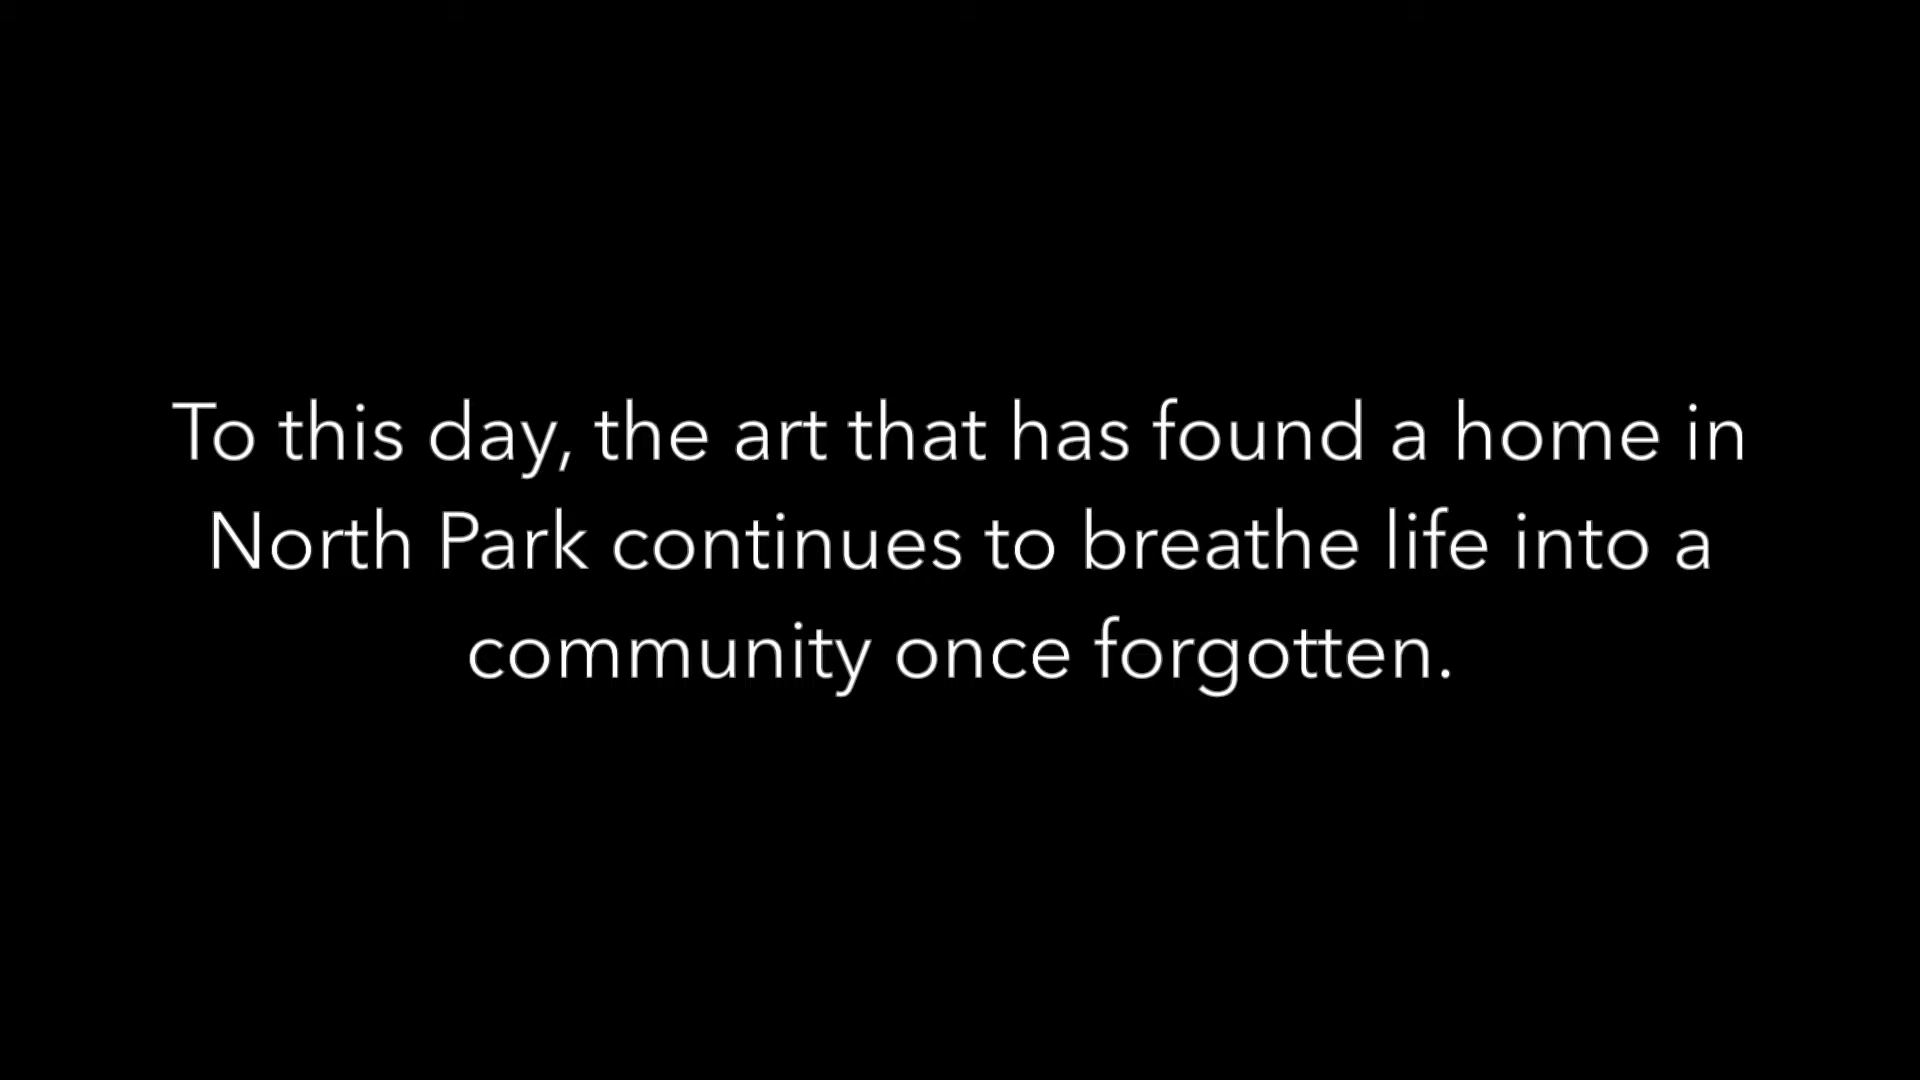 To this day, the art that has found a home in
North Park continues to breathe life into a
community once forgotten.